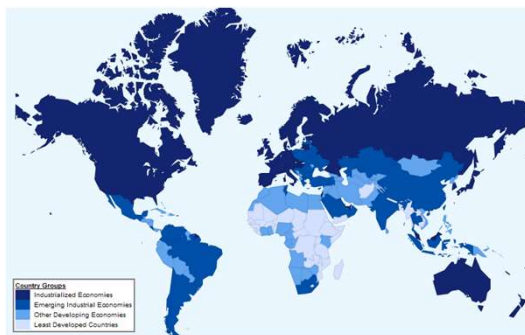 Country Groups
Industrialized Economies
Emerging Industrial Economies
Other Developing Economies
Least Developed Countries